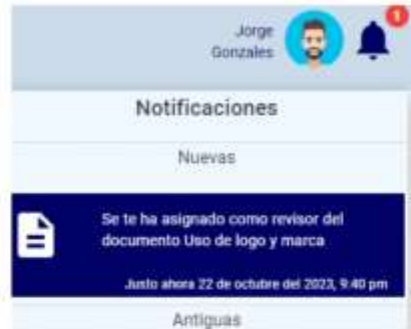 Jorge
Gonzales
1
Notificaciones
Nuevas
Se te ha asignado como revisor del
documento Uso de logo y marca
Justo ahora 22 de octubre del 2023, 9:40 pm
Antiguas